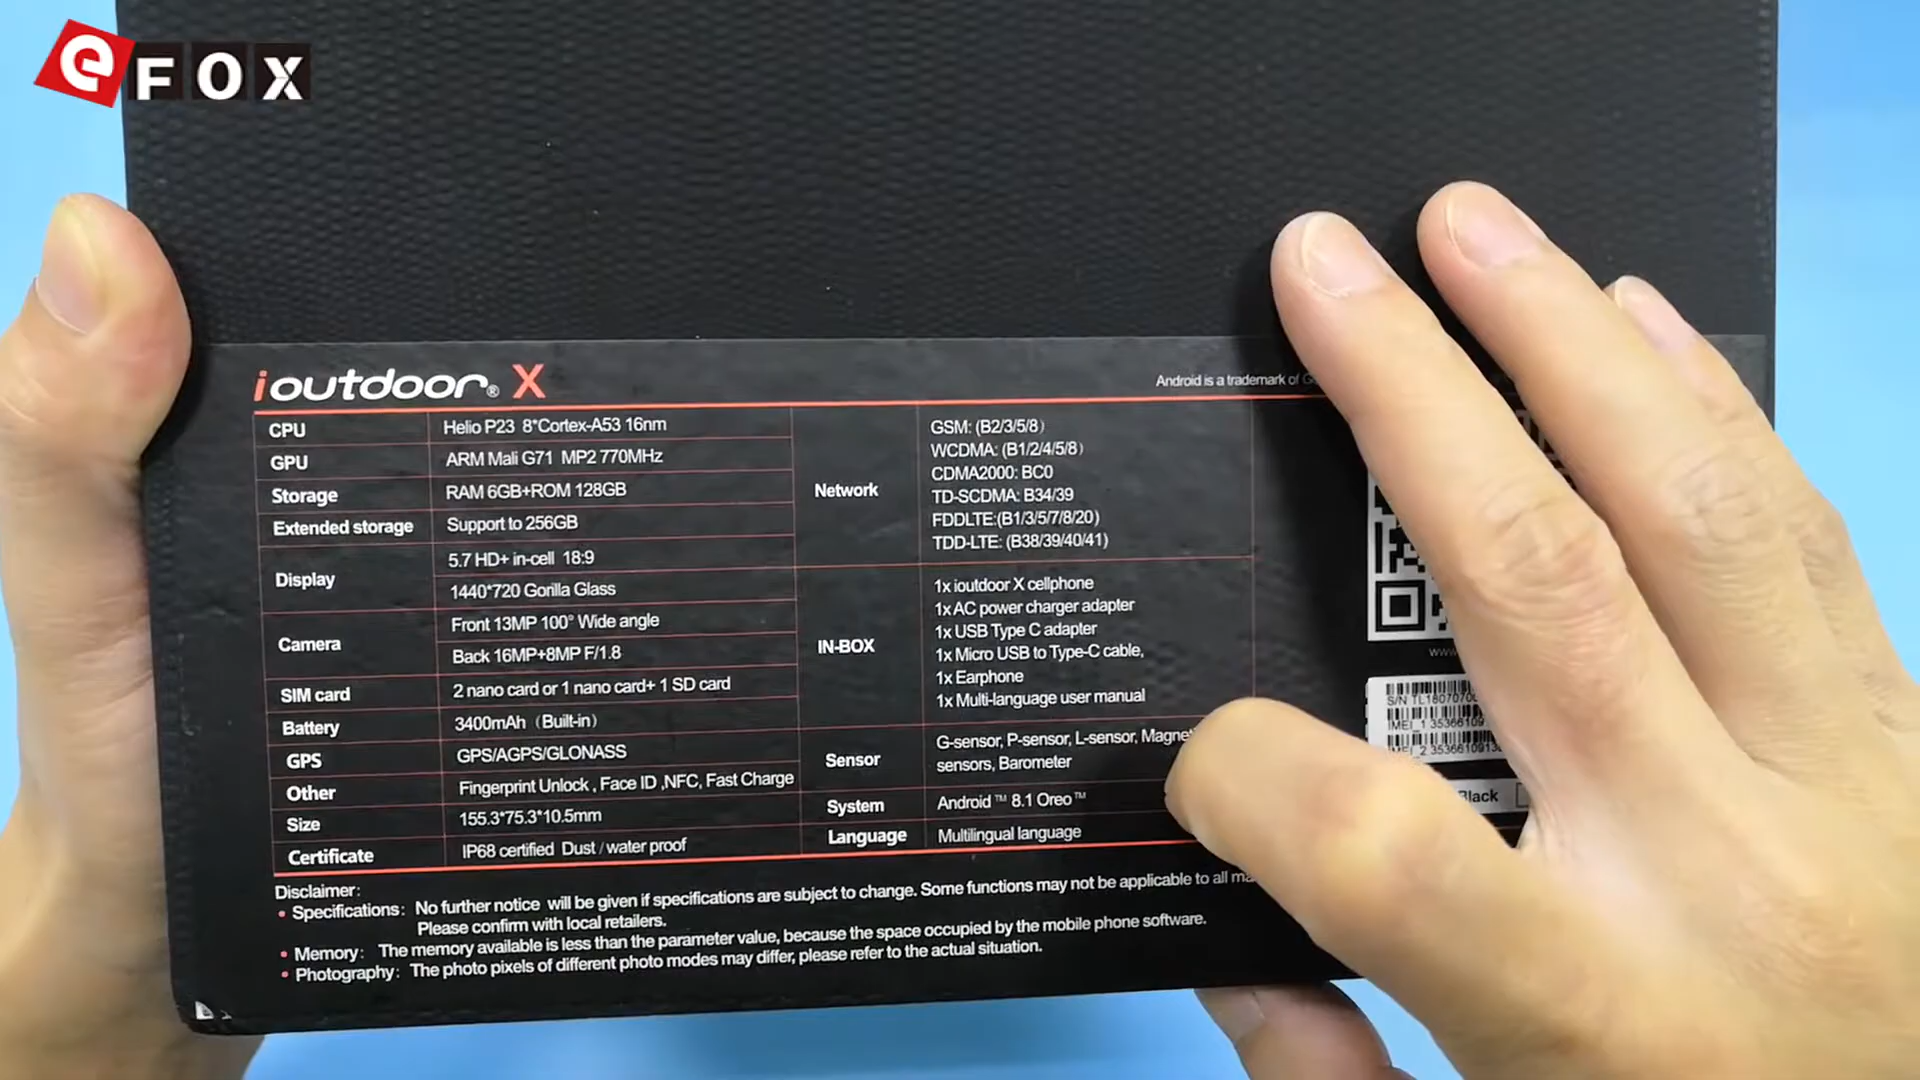 eFOX
ioutdoor® X
Android is a trademark of
CPU Helio P23 8*Cortex-A53 16nm
GPU ARM Mali G71 MP2 770MHz
Storage RAM 6GB+ROM 128GB
Extended storage Support to 256GB
Display 5.7 HD+ in-cell 18:9
1440*720 Gorilla Glass
Camera Front 13MP 100° Wide angle
Back 16MP+8MP F/1.8
SIM card 2 nano card or 1 nano card+ 1 SD card
Battery 3400mAh (Built-in)
GPS GPS/AGPS/GLONASS
Other Fingerprint Unlock , Face ID ,NFC, Fast Charge
Size 155.3*75.3*10.5mm
Certificate IP68 certified Dust / water proof
Network GSM: (B2/3/5/8)
WCDMA: (B1/2/4/5/8)
CDMA2000: BC0
TD-SCDMA: B34/39
FDDLTE:(B1/3/5/7/8/20)
TDD-LTE: (B38/39/40/41)
IN-BOX 1x ioutdoor X cellphone
1x AC power charger adapter
1x USB Type C adapter
1x Micro USB to Type-C cable,
1x Earphone
1x Multi-language user manual
Sensor G-sensor, P-sensor, L-sensor, Magnet
sensors, Barometer
System Android™ 8.1 Oreo™
Language Multilingual language
www
S/N TL180707
IMEI_1 35366109
IMEI_2 353661091
Black
Disclaimer:
• Specifications: No further notice will be given if specifications are subject to change. Some functions may not be applicable to all
Please confirm with local retailers.
• Memory: The memory available is less than the parameter value, because the space occupied by the mobile phone software.
• Photography: The photo pixels of different photo modes may differ, please refer to the actual situation.